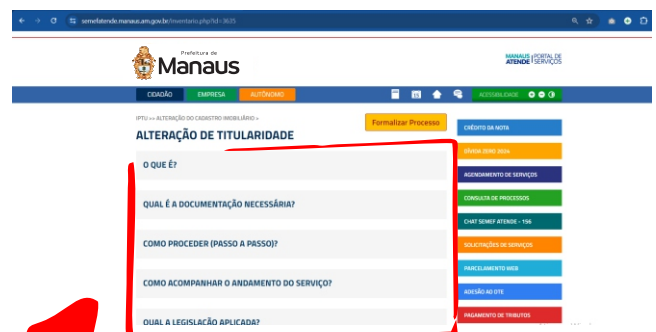 semefatende.manaus.am.gov.br/inventario.php?id=3635
Prefeitura de
Manaus
MANAUS PORTAL DE
ATENDE SERVIÇOS
CIDADÃO
EMPRESA
AUTÔNOMO
ACESSIBILIDADE
IPTU »» ALTERAÇÃO DO CADASTRO IMOBILIÁRIO »
Formalizar Processo
ALTERAÇÃO DE TITULARIDADE
O QUE É?
QUAL É A DOCUMENTAÇÃO NECESSÁRIA?
COMO PROCEDER (PASSO A PASSO)?
COMO ACOMPANHAR O ANDAMENTO DO SERVIÇO?
QUAL A LEGISLAÇÃO APLICADA?
CRÉDITO DA NOTA
DÍVIDA ZERO 2024
AGENDAMENTO DE SERVIÇOS
CONSULTA DE PROCESSOS
CHAT SEMEF ATENDE - 156
SOLICITAÇÕES DE SERVIÇOS
PARCELAMENTO WEB
ADESÃO AO DTE
PAGAMENTO DE TRIBUTOS